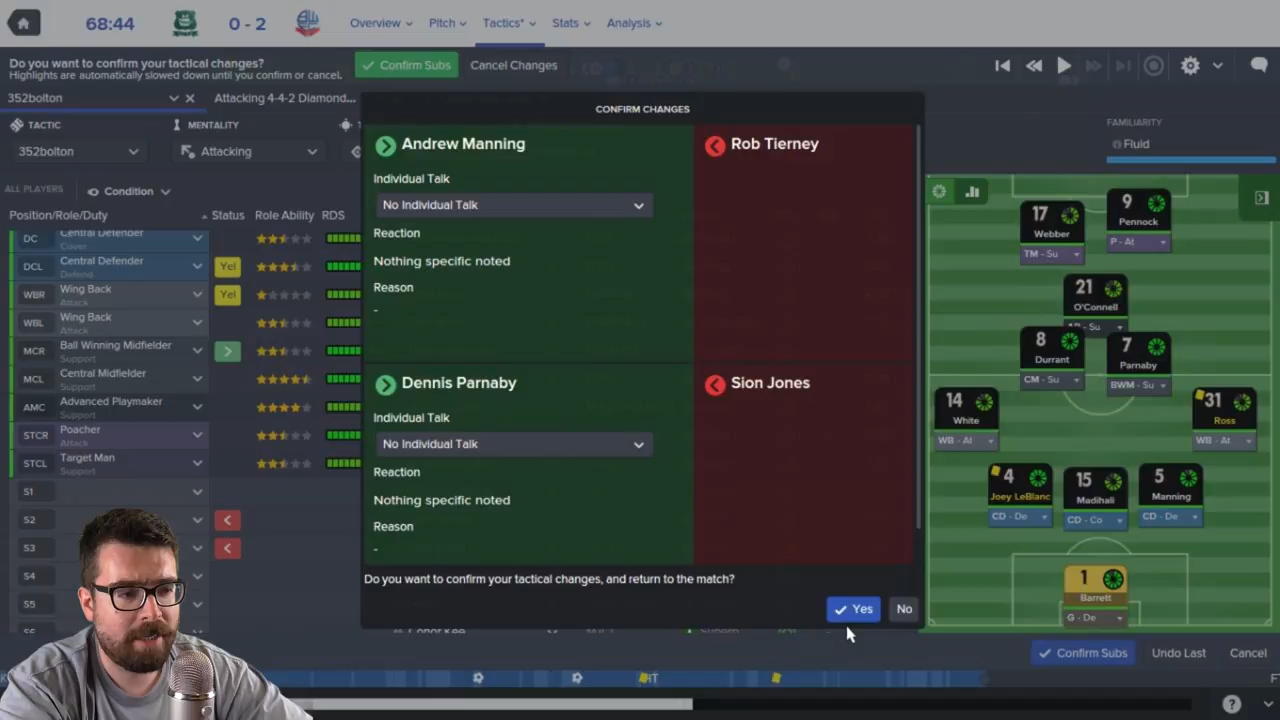 68:44
0 - 2
Overview
Pitch
Tactics*
Stats
Analysis
Do you want to confirm your tactical changes?
Highlights are automatically slowed down until you confirm or cancel.
Confirm Subs
Cancel Changes
352bolton
Attacking 4-4-2 Diamond...
TACTIC
MENTALITY
352bolton
Attacking
FAMILIARITY
Fluid
ALL PLAYERS
Condition
Position/Role/Duty
Status
Role Ability
RDS
DC
Central Defender
Cover
DCL
Central Defender
Defend
Yel
WBR
Wing Back
Attack
Yel
WBL
Wing Back
Attack
MCR
Ball Winning Midfielder
Support
MCL
Central Midfielder
Support
AMC
Advanced Playmaker
Support
STCR
Poacher
Attack
STCL
Target Man
Support
S1
S2
S3
S4
S5
CONFIRM CHANGES
Andrew Manning
Rob Tierney
Individual Talk
No Individual Talk
Reaction
Nothing specific noted
Reason
-
Dennis Parnaby
Sion Jones
Individual Talk
No Individual Talk
Reaction
Nothing specific noted
Reason
-
Do you want to confirm your tactical changes, and return to the match?
Yes
No
17
Webber
TM - Su
9
Pennock
P - At
21
O'Connell
8
Durrant
CM - Su
7
Parnaby
BWM - Su
14
White
WB - At
31
Ross
WB - At
4
Joey LeBlanc
CD - De
15
Madihali
CD - Co
5
Manning
CD - De
1
Barrett
G - De
Confirm Subs
Undo Last
Cancel
HT